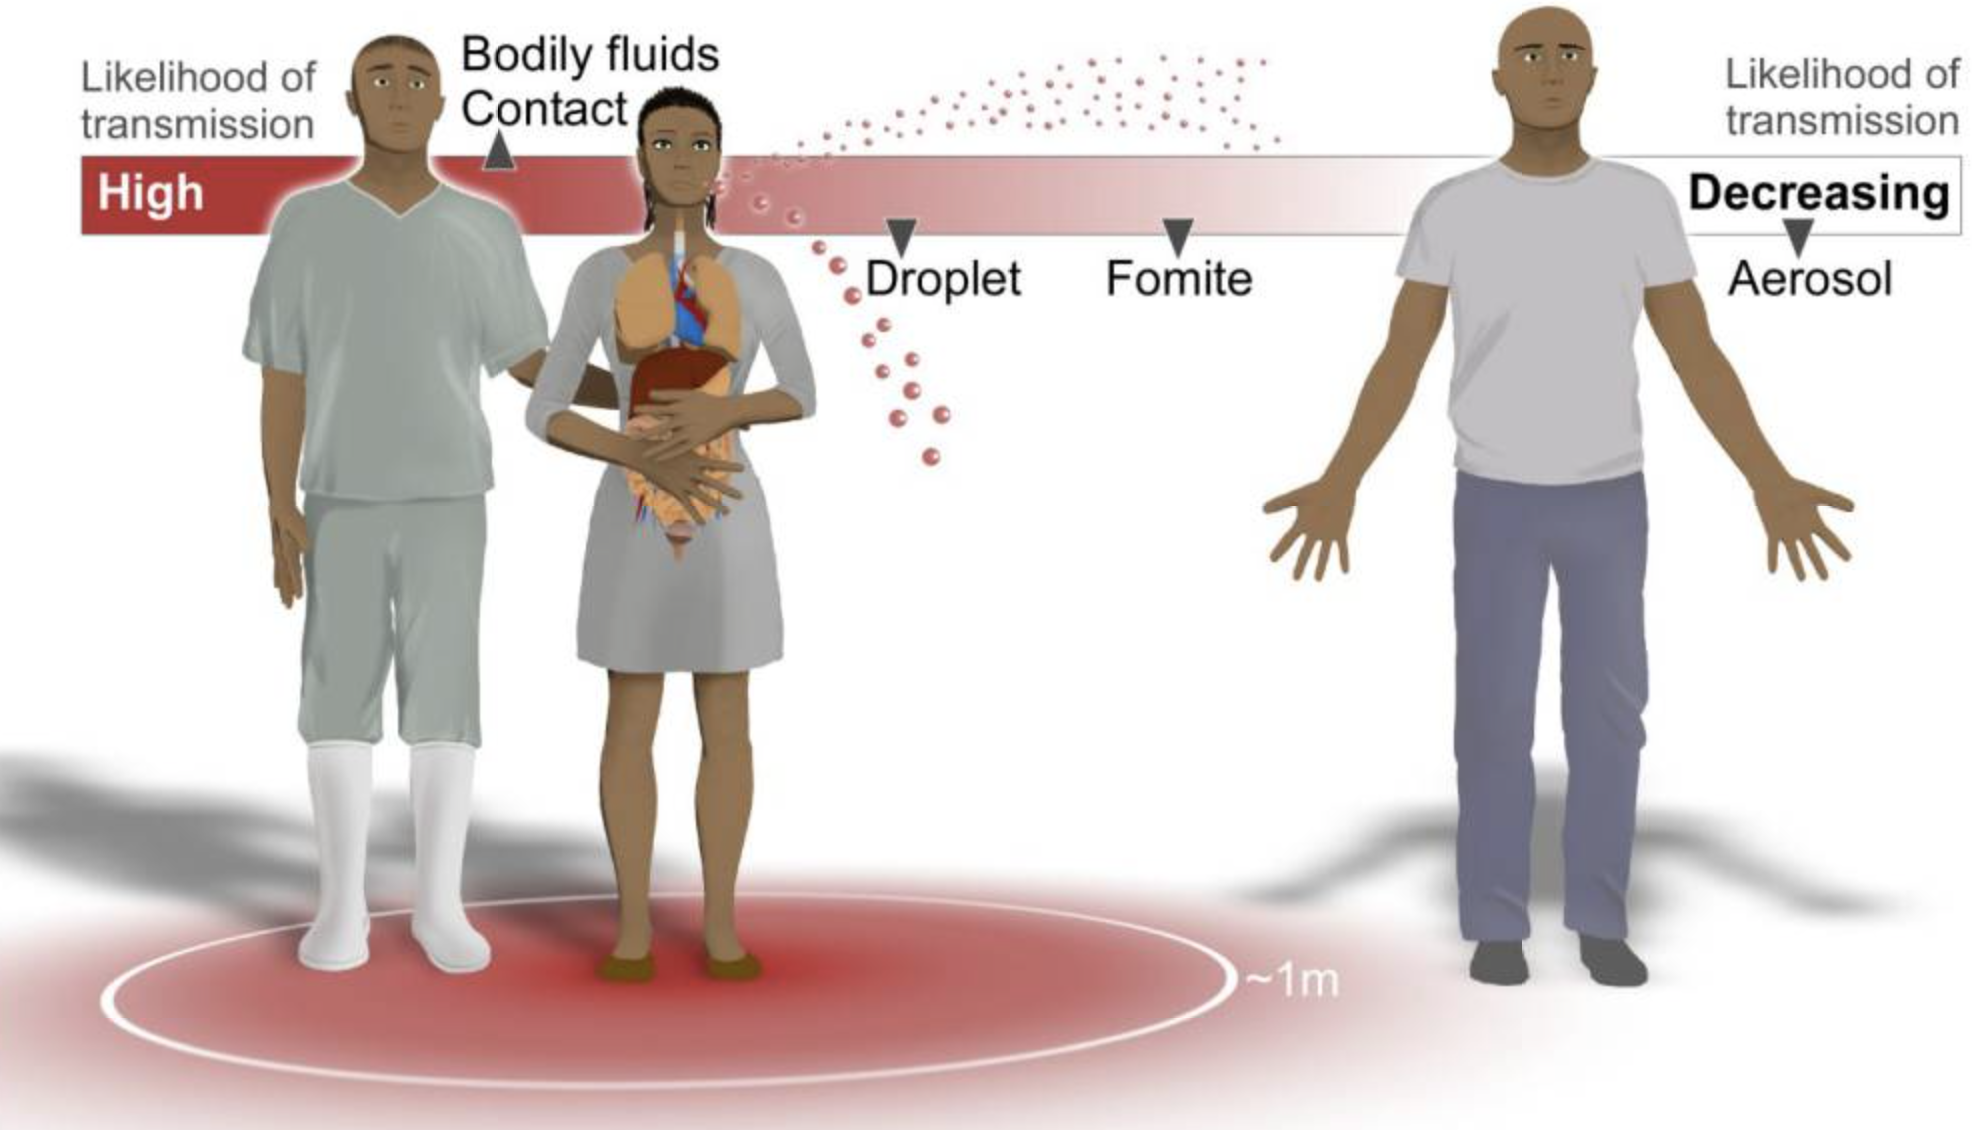 Likelihood of
transmission
Bodily fluids
Contact
Likelihood of
transmission
High
Decreasing
Droplet
Fomite
Aerosol
~1m